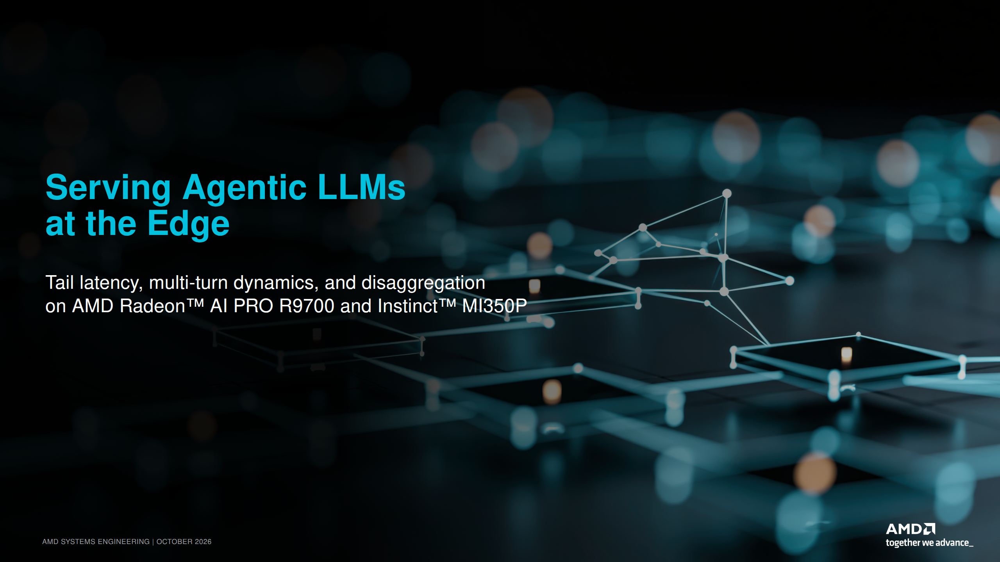 Serving Agentic LLMs
at the Edge
Tail latency, multi-turn dynamics, and disaggregation
on AMD Radeon™ AI PRO R9700 and Instinct™ MI350P
AMD SYSTEMS ENGINEERING | OCTOBER 2026
AMD
together we advance_